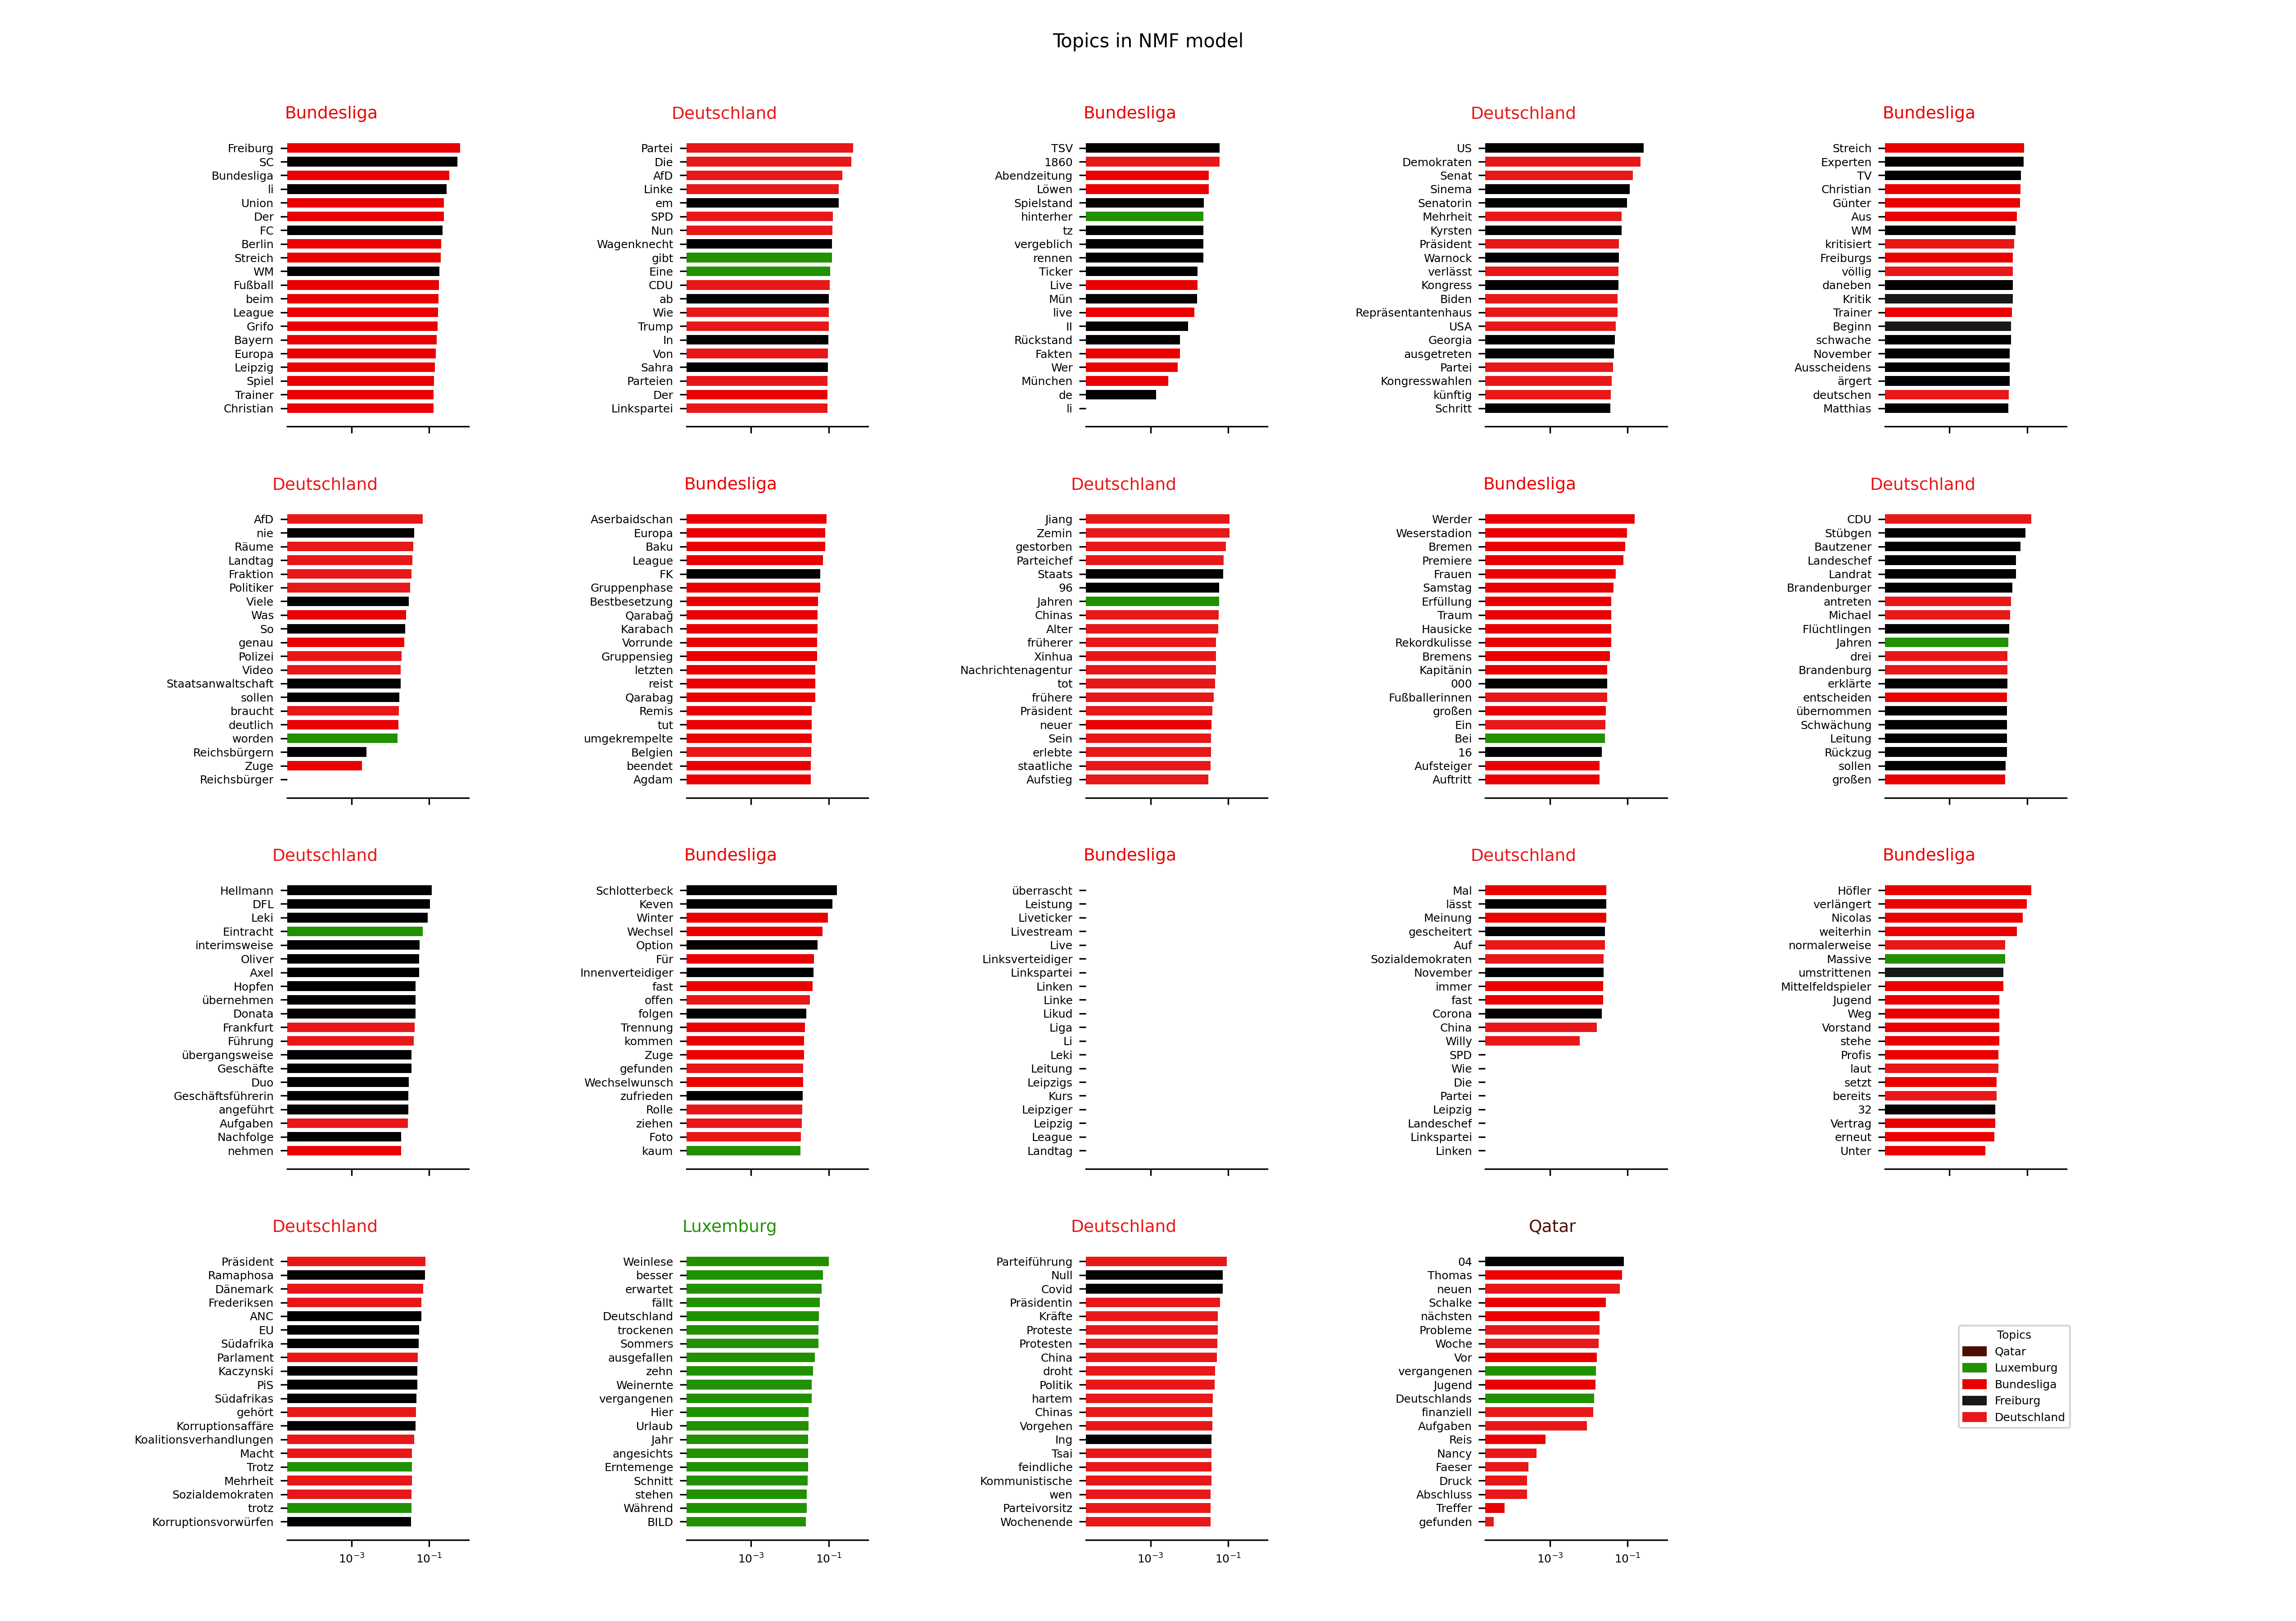 Topics in NMF model
Bundesliga
Freiburg
SC
Bundesliga
li
Union
Der
FC
Berlin
Streich
WM
Fußball
beim
League
Grifo
Bayern
Europa
Leipzig
Spiel
Trainer
Christian
Deutschland
Partei
Die
AfD
Linke
em
SPD
Nun
Wagenknecht
gibt
Eine
CDU
ab
Wie
Trump
In
Von
Sahra
Parteien
Der
Linkspartei
Bundesliga
TSV
1860
Abendzeitung
Löwen
Spielstand
hinterher
tz
vergeblich
rennen
Ticker
Live
Mün
live
II
Rückstand
Fakten
Wer
München
de
li
Deutschland
US
Demokraten
Senat
Sinema
Senatorin
Mehrheit
Kyrsten
Präsident
Warnock
verlässt
Kongress
Biden
Repräsentantenhaus
USA
Georgia
ausgetreten
Partei
Kongresswahlen
künftig
Schritt
Bundesliga
Streich
Experten
TV
Christian
Günter
Aus
WM
kritisiert
Freiburgs
völlig
daneben
Kritik
Trainer
Beginn
schwache
November
Ausscheidens
ärgert
deutschen
Matthias
Deutschland
AfD
nie
Räume
Landtag
Fraktion
Politiker
Viele
Was
So
genau
Polizei
Video
Staatsanwaltschaft
sollen
braucht
deutlich
worden
Reichsbürgern
Zuge
Reichsbürger
Bundesliga
Aserbaidschan
Europa
Baku
League
FK
Gruppenphase
Bestbesetzung
Qarabağ
Karabach
Vorrunde
Gruppensieg
letzten
reist
Qarabag
Remis
tut
umgekrempelte
Belgien
beendet
Agdam
Deutschland
Jiang
Zemin
gestorben
Parteichef
Staats
96
Jahren
Chinas
Alter
früherer
Xinhua
Nachrichtenagentur
tot
frühere
Präsident
neuer
Sein
erlebte
staatliche
Aufstieg
Bundesliga
Werder
Weserstadion
Bremen
Premiere
Frauen
Samstag
Erfüllung
Traum
Hausicke
Rekordkulisse
Bremens
Kapitänin
000
Fußballerinnen
großen
Ein
Bei
16
Aufsteiger
Auftritt
Deutschland
CDU
Stübgen
Bautzener
Landeschef
Landrat
Brandenburger
antreten
Michael
Flüchtlingen
Jahren
drei
Brandenburg
erklärte
entscheiden
übernommen
Schwächung
Leitung
Rückzug
sollen
großen
Deutschland
Hellmann
DFL
Leki
Eintracht
interimsweise
Oliver
Axel
Hopfen
übernehmen
Donata
Frankfurt
Führung
übergangsweise
Geschäfte
Duo
Geschäftsführerin
angeführt
Aufgaben
Nachfolge
nehmen
Bundesliga
Schlotterbeck
Keven
Winter
Wechsel
Option
Für
Innenverteidiger
fast
offen
folgen
Trennung
kommen
Zuge
gefunden
Wechselwunsch
zufrieden
Rolle
ziehen
Foto
kaum
Bundesliga
überrascht
Leistung
Liveticker
Livestream
Live
Linksverteidiger
Linkspartei
Linken
Linke
Likud
Liga
Li
Leki
Leitung
Leipzigs
Kurs
Leipziger
Leipzig
League
Landtag
Deutschland
Mal
lässt
Meinung
gescheitert
Auf
Sozialdemokraten
November
immer
fast
Corona
China
Willy
SPD
Wie
Die
Partei
Leipzig
Landeschef
Linkspartei
Linken
Bundesliga
Höfler
verlängert
Nicolas
weiterhin
normalerweise
Massive
umstrittenen
Mittelfeldspieler
Jugend
Weg
Vorstand
stehe
Profis
laut
setzt
bereits
32
Vertrag
erneut
Unter
Deutschland
Präsident
Ramaphosa
Dänemark
Frederiksen
ANC
EU
Südafrika
Parlament
Kaczynski
PiS
Südafrikas
gehört
Korruptionsaffäre
Koalitionsverhandlungen
Macht
Trotz
Mehrheit
Sozialdemokraten
trotz
Korruptionsvorwürfen
10⁻³ 10⁻¹
Luxemburg
Weinlese
besser
erwartet
fällt
Deutschland
trockenen
Sommers
ausgefallen
zehn
Weinernte
vergangenen
Hier
Urlaub
Jahr
angesichts
Erntemenge
Schnitt
stehen
Während
BILD
10⁻³ 10⁻¹
Deutschland
Parteiführung
Null
Covid
Präsidentin
Kräfte
Proteste
Protesten
China
droht
Politik
hartem
Chinas
Vorgehen
Ing
Tsai
feindliche
Kommunistische
wen
Parteivorsitz
Wochenende
10⁻³ 10⁻¹
Qatar
04
Thomas
neuen
Schalke
nächsten
Probleme
Woche
Vor
vergangenen
Jugend
Deutschlands
finanziell
Aufgaben
Reis
Nancy
Faeser
Druck
Abschluss
Treffer
gefunden
10⁻³ 10⁻¹
Topics
Qatar
Luxemburg
Bundesliga
Freiburg
Deutschland